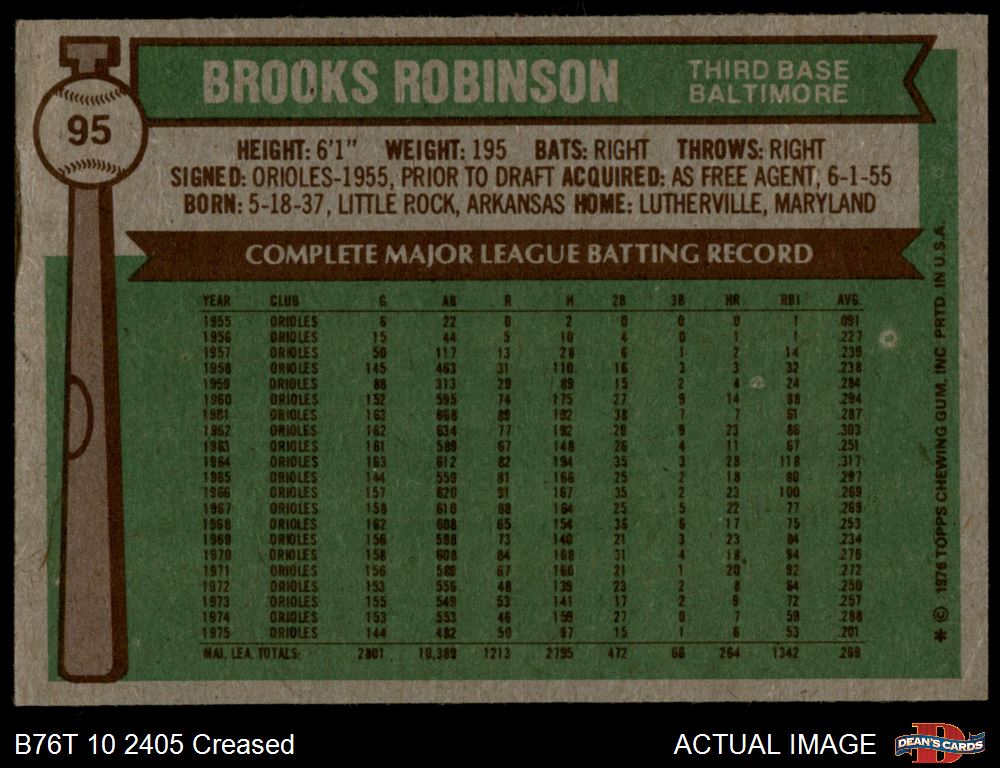 95
BROOKS ROBINSON
THIRD BASE
BALTIMORE
HEIGHT: 6'1" WEIGHT: 195 BATS: RIGHT THROWS: RIGHT
SIGNED: ORIOLES-1955, PRIOR TO DRAFT ACQUIRED: AS FREE AGENT, 6-1-55
BORN: 5-18-37, LITTLE ROCK, ARKANSAS HOME: LUTHERVILLE, MARYLAND
COMPLETE MAJOR LEAGUE BATTING RECORD
YEAR CLUB G AB R H 2B 3B HR RBI AVG.
1955 ORIOLES 6 22 0 2 0 0 0 1 .091
1956 ORIOLES 15 44 5 10 4 0 1 1 .227
1957 ORIOLES 50 117 13 28 6 1 2 14 .239
1958 ORIOLES 145 463 31 110 16 3 3 32 .238
1959 ORIOLES 88 313 29 89 15 2 4 24 .284
1960 ORIOLES 152 595 74 175 27 9 14 88 .294
1961 ORIOLES 163 668 89 192 38 7 7 61 .287
1962 ORIOLES 162 634 77 192 29 9 23 86 .303
1963 ORIOLES 161 589 67 148 26 4 11 67 .251
1964 ORIOLES 163 612 82 194 35 3 28 118 .317
1965 ORIOLES 144 559 81 166 25 2 18 80 .297
1966 ORIOLES 157 620 91 167 35 2 23 100 .269
1967 ORIOLES 158 610 88 164 25 5 22 77 .269
1968 ORIOLES 162 608 65 154 36 6 17 75 .253
1969 ORIOLES 156 598 73 140 21 3 23 84 .234
1970 ORIOLES 158 608 84 168 31 4 18 94 .276
1971 ORIOLES 156 589 67 160 21 1 20 92 .272
1972 ORIOLES 153 556 48 139 23 2 8 64 .250
1973 ORIOLES 155 549 53 141 17 2 9 72 .257
1974 ORIOLES 153 553 46 159 27 0 7 59 .288
1975 ORIOLES 144 482 50 97 15 1 6 53 .201
MAJ. LEA. TOTALS: 2801 10,389 1213 2795 472 66 264 1342 .269
* © 1976 TOPPS CHEWING GUM, INC PRTD. IN U.S.A.
B76T 10 2405 Creased
ACTUAL IMAGE
DEAN'S CARDS